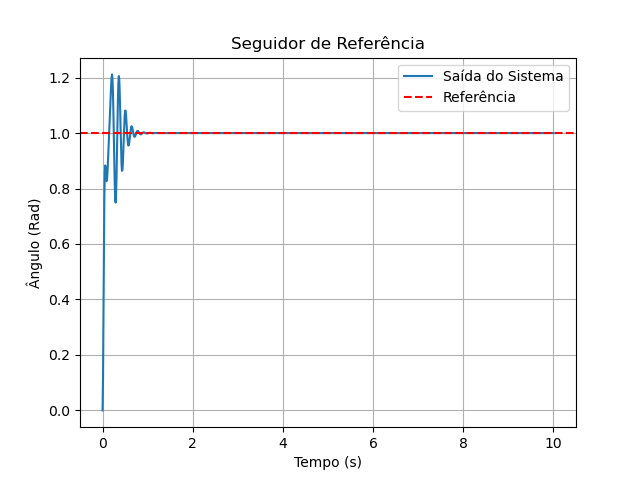 Seguidor de Referência
Saída do Sistema
Referência
Ângulo (Rad)
1.2
1.0
0.8
0.6
0.4
0.2
0.0
0 2 4 6 8 10
Tempo (s)